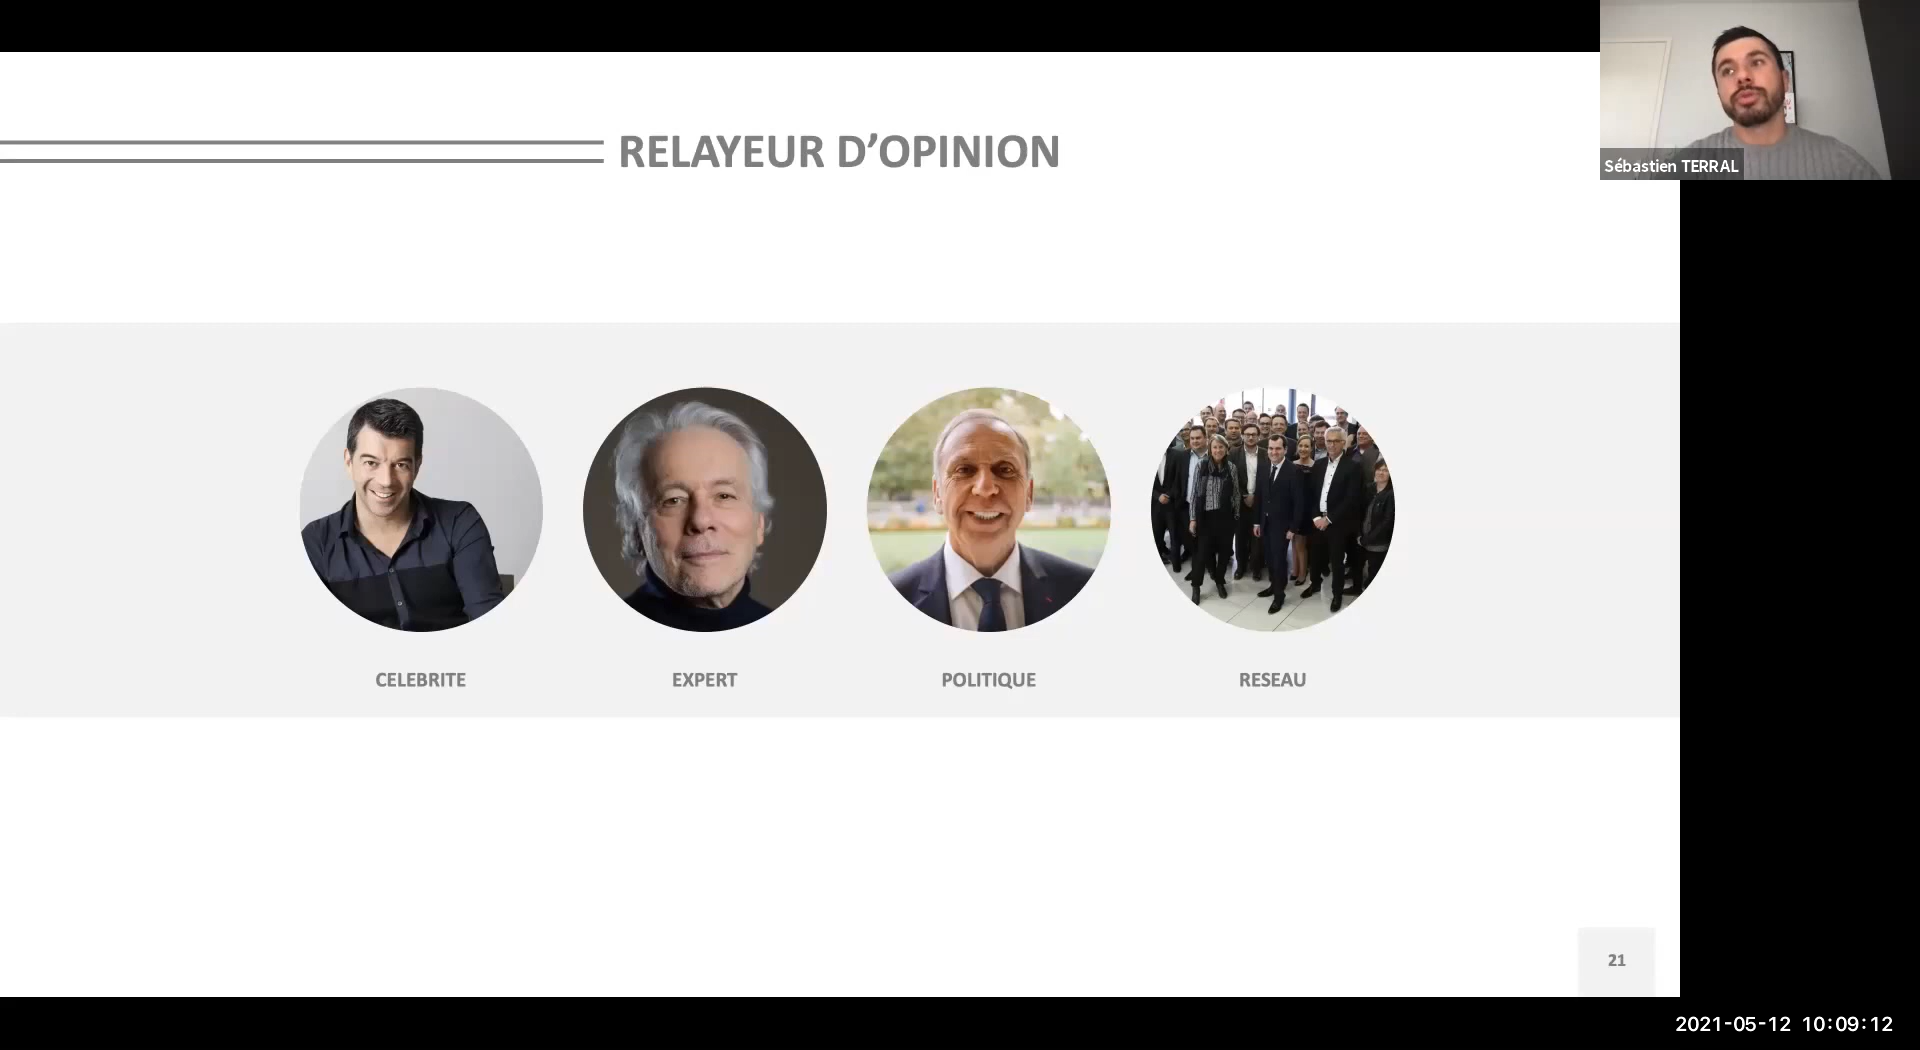 RELAYEUR D’OPINION
Sébastien TERRAL
CELEBRITE
EXPERT
POLITIQUE
RESEAU
21
2021-05-12 10:09:12